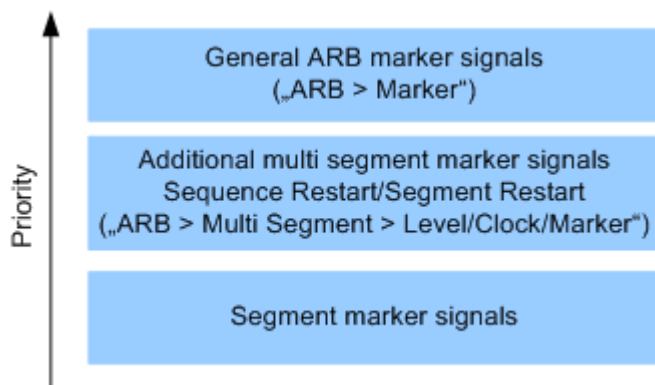 General ARB marker signals
(„ARB > Marker“)
Additional multi segment marker signals
Sequence Restart/Segment Restart
(„ARB > Multi Segment > Level/Clock/Marker“)
Priority
Segment marker signals